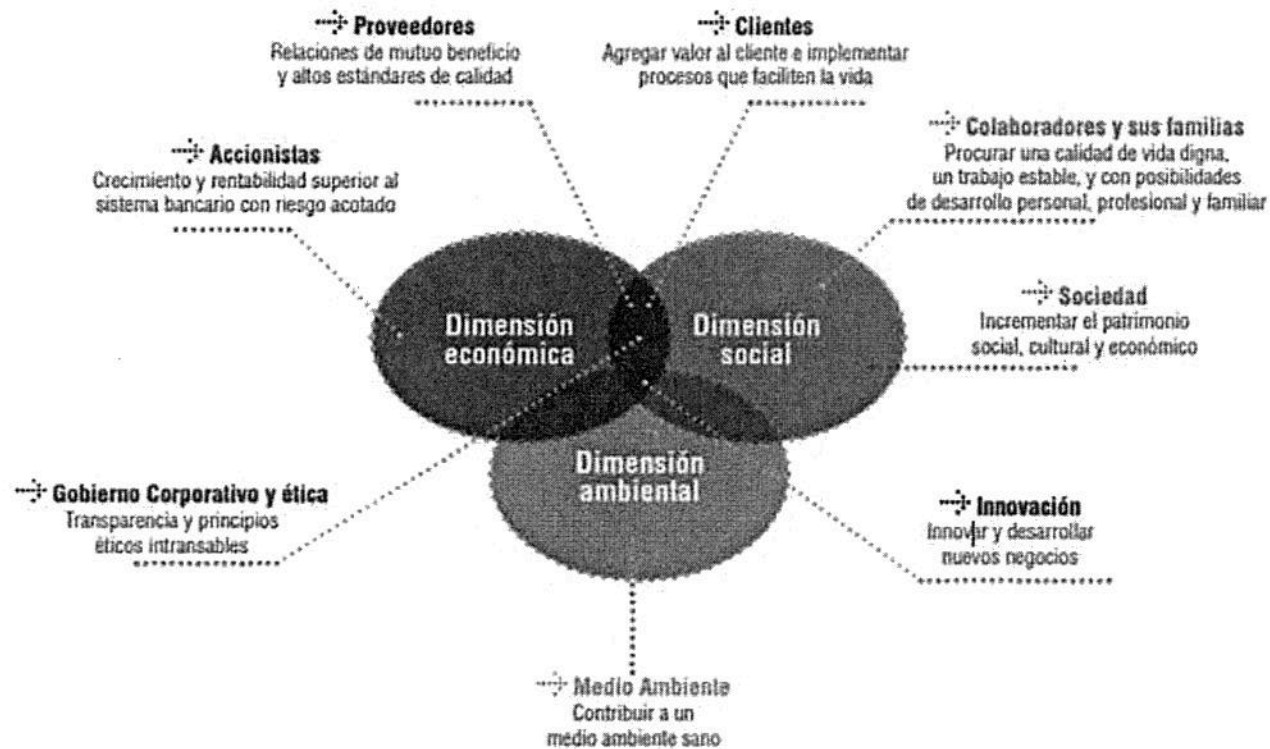 Proveedores
Relaciones de mutuo beneficio
y altos estándares de calidad
Clientes
Agregar valor al cliente e implementar
procesos que faciliten la vida
Accionistas
Crecimiento y rentabilidad superior al
sistema bancario con riesgo acotado
Colaboradores y sus familias
Procurar una calidad de vida digna,
un trabajo estable, y con posibilidades
de desarrollo personal, profesional y familiar
Sociedad
Incrementar el patrimonio
social, cultural y económico
Dimensión
económica
Dimensión
social
Dimensión
ambiental
Gobierno Corporativo y ética
Transparencia y principios
éticos intransables
Innovación
Innovar y desarrollar
nuevos negocios
Medio Ambiente
Contribuir a un
medio ambiente sano